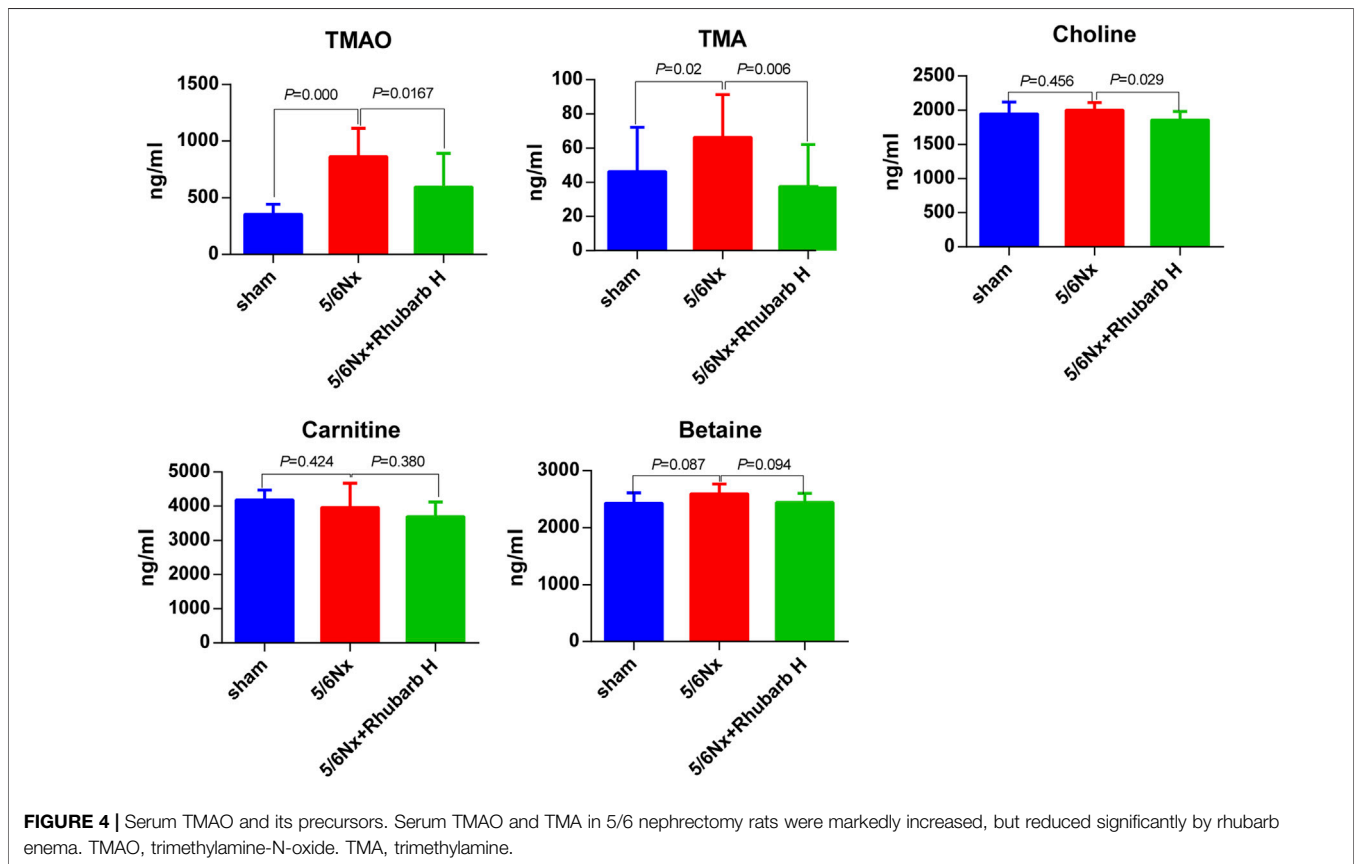 TMAO
P=0.000
P=0.0167
1500
1000
500
0
ng/ml
sham
5/6Nx
5/6Nx+Rhubarb H
TMA
P=0.02
P=0.006
100
80
60
40
20
0
ng/ml
sham
5/6Nx
5/6Nx+Rhubarb H
Choline
P=0.456
P=0.029
2500
2000
1500
1000
500
0
ng/ml
sham
5/6Nx
5/6Nx+Rhubarb H
Carnitine
P=0.424
P=0.380
5000
4000
3000
2000
1000
0
ng/ml
sham
5/6Nx
5/6Nx+Rhubarb H
Betaine
P=0.087
P=0.094
3000
2000
1000
0
ng/ml
sham
5/6Nx
5/6Nx+Rhubarb H
FIGURE 4 | Serum TMAO and its precursors. Serum TMAO and TMA in 5/6 nephrectomy rats were markedly increased, but reduced significantly by rhubarb
enema. TMAO, trimethylamine-N-oxide. TMA, trimethylamine.